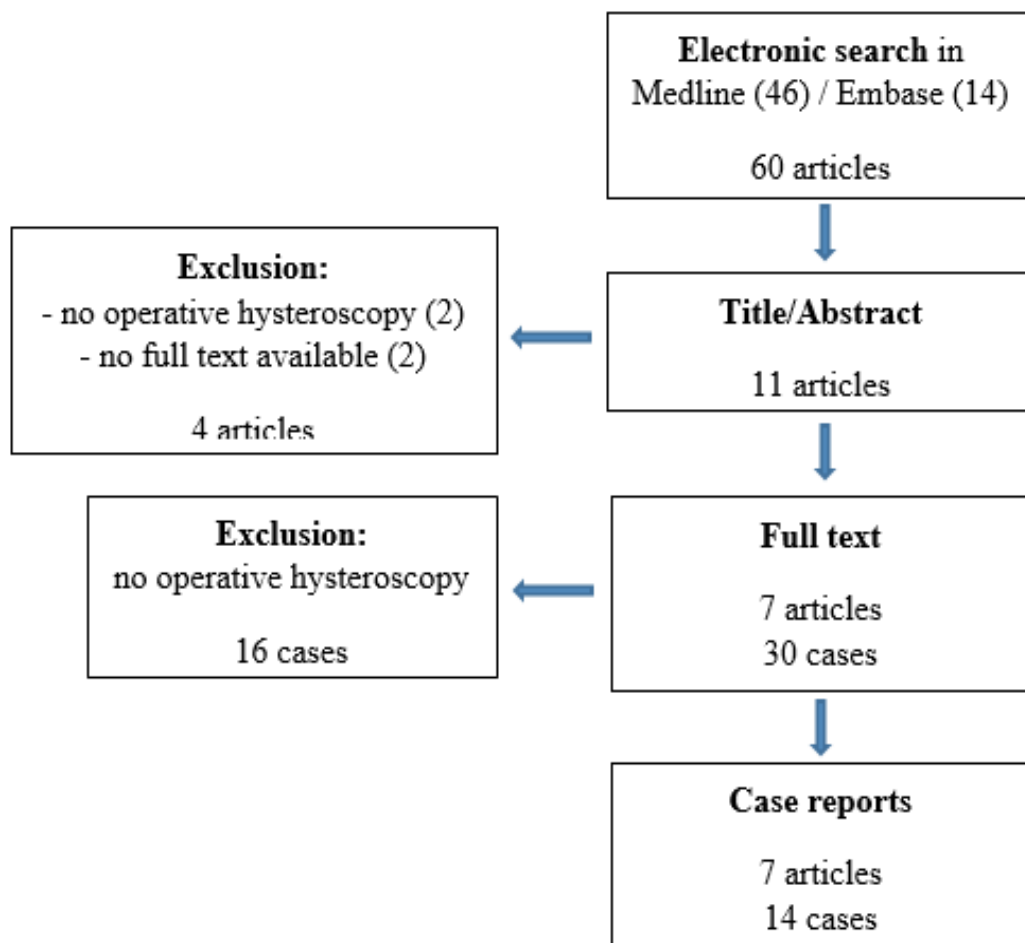 Electronic search in
Medline (46) / Embase (14)
60 articles
Exclusion:
- no operative hysteroscopy (2)
- no full text available (2)
4 articles
Title/Abstract
11 articles
Exclusion:
no operative hysteroscopy
16 cases
Full text
7 articles
30 cases
Case reports
7 articles
14 cases